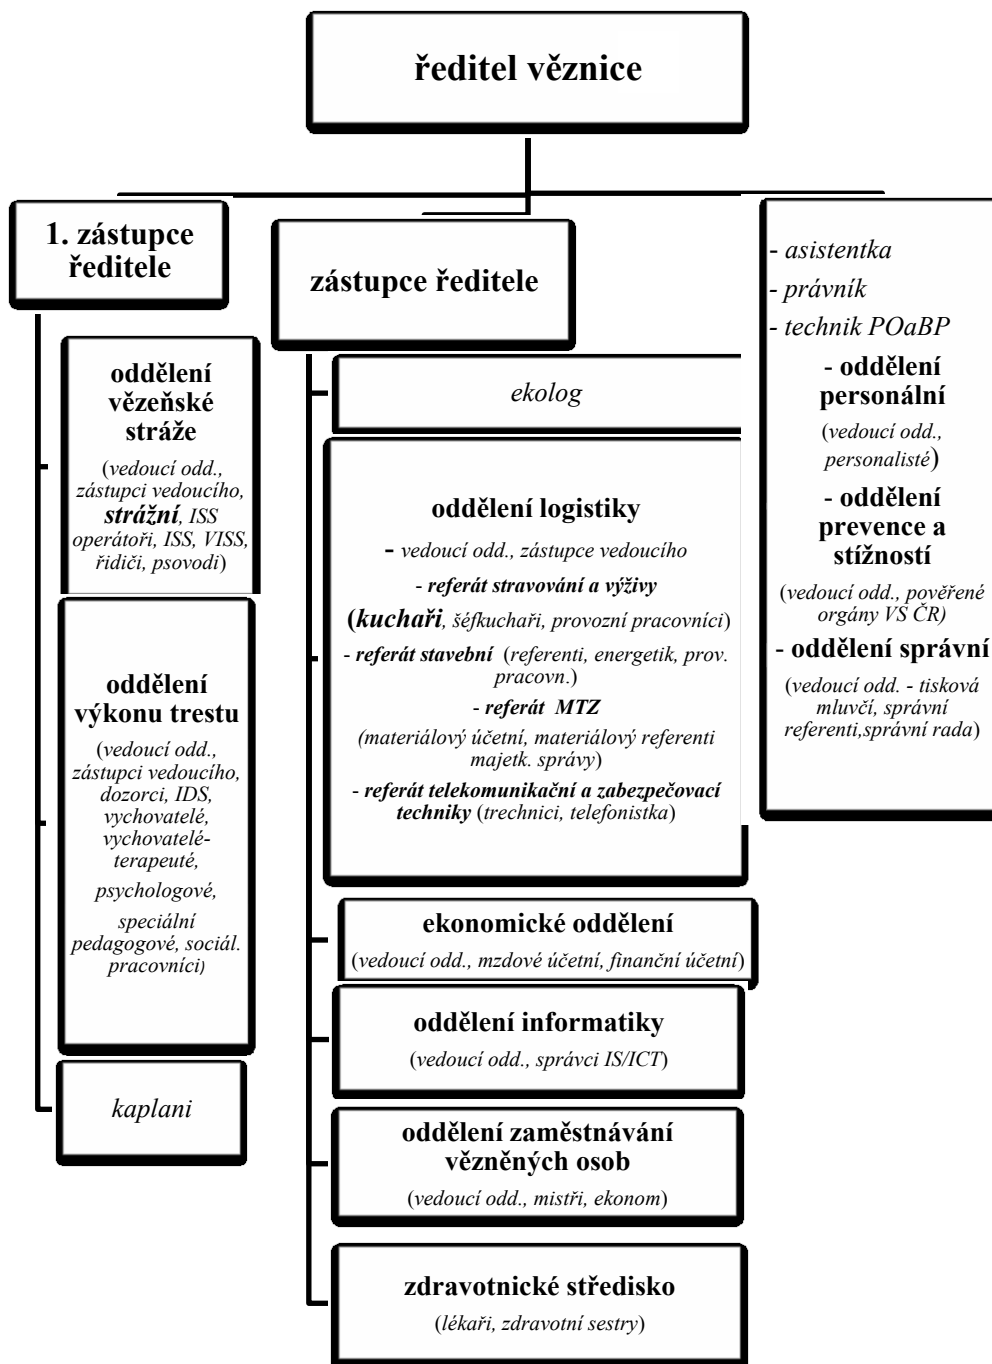 ředitel věznice
1. zástupce
ředitele
oddělení
vězeňské
stráže
(vedoucí odd.,
zástupci vedoucího,
strážní, ISS
operátoři, ISS, VISS,
řidiči, psovodi)
oddělení
výkonu trestu
(vedoucí odd.,
zástupci vedoucího,
dozorci, IDS,
vychovatelé,
vychovatelé-
terapeuté,
psychologové,
speciální
pedagogové, sociál.
pracovníci)
kaplani
zástupce ředitele
ekolog
oddělení logistiky
- vedoucí odd., zástupce vedoucího
- referát stravování a výživy
(kuchaři, šéfkuchaři, provozní pracovníci)
- referát stavební (referenti, energetik, prov.
pracovn.)
- referát MTZ
(materiálový účetní, materiálový referenti
majetk. správy)
- referát telekomunikační a zabezpečovací
techniky (trechnici, telefonistka)
ekonomické oddělení
(vedoucí odd., mzdové účetní, finanční účetní)
oddělení informatiky
(vedoucí odd., správci IS/ICT)
oddělení zaměstnávání
vězněných osob
(vedoucí odd., mistři, ekonom)
zdravotnické středisko
(lékaři, zdravotní sestry)
- asistentka
- právník
- technik POaBP
- oddělení
personální
(vedoucí odd.,
personalisté)
- oddělení
prevence a
stížností
(vedoucí odd., pověřené
orgány VS ČR)
- oddělení správní
(vedoucí odd. - tisková
mluvčí, správní
referenti,správní rada)